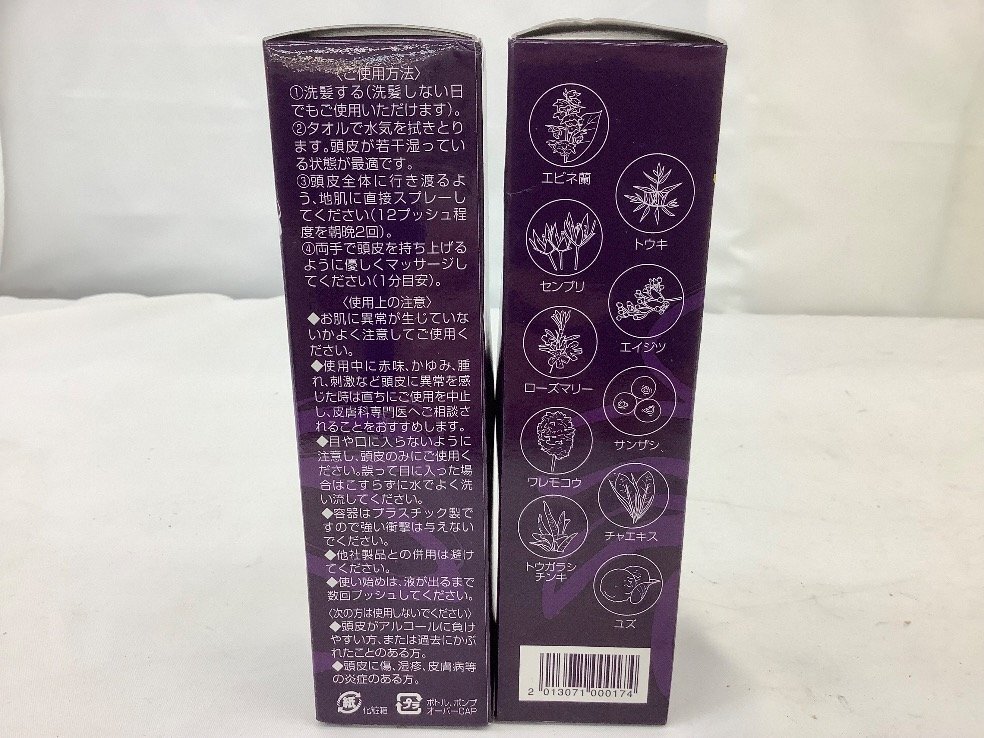 〈ご使用方法〉
①洗髪する(洗髪しない日
でもご使用いただけます)。
②タオルで水気を拭きとり
ます。頭皮が若干湿ってい
る状態が最適です。
③頭皮全体に行き渡るよ
う、地肌に直接スプレーし
てください(12プッシュ程
度を朝晩2回)。
④両手で頭皮を持ち上げる
ように優しくマッサージし
てください(1分目安)。
〈使用上の注意〉
◆お肌に異常が生じていな
いかよく注意してご使用く
ださい。
◆使用中に赤味、かゆみ、腫
れ、刺激など頭皮に異常を感
じた時は直ちにご使用を中止
し、皮膚科専門医へご相談さ
れることをおすすめします。
◆目や口に入らないように
注意し、頭皮のみにご使用く
ださい。誤って目に入った場
合はこすらずに水でよく洗
い流してください。
◆容器はプラスチック製で
すので強い衝撃は与えない
でください。
◆他社製品との併用は避け
てください。
◆使い始めは、液が出るまで
数回プッシュしてください。
〈次の方は使用しないでください〉
◆頭皮がアルコールに負け
やすい方、または過去にかぶ
れたことのある方。
◆頭皮に傷、湿疹、皮膚病等
の炎症のある方。
紙
化粧箱
プラ
ボトル、ポンプ
オーバーCAP
エビネ蘭
トウキ
センブリ
エイジツ
ローズマリー
サンザシ
ワレモコウ
チャエキス
トウガラシ
チンキ
ユズ
2 013071 000174